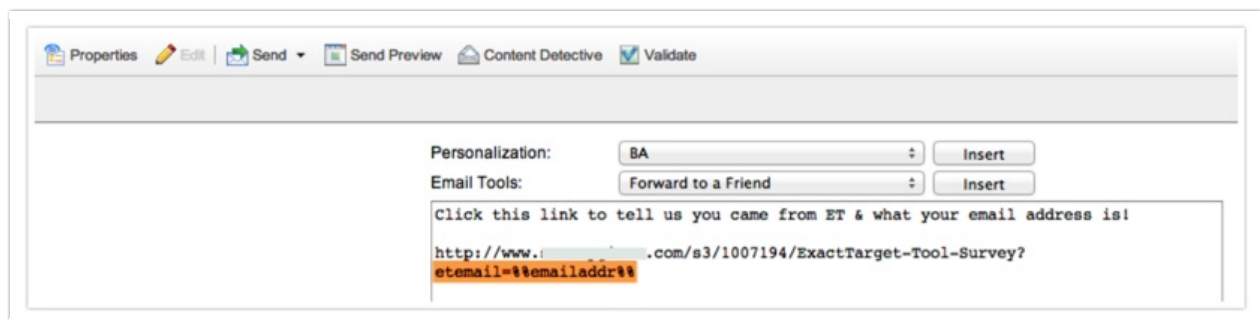 Properties Edit Send Send Preview Content Detective Validate
Personalization: BA Insert
Email Tools: Forward to a Friend Insert
Click this link to tell us you came from ET & what your email address is!
http://www. .com/s3/1007194/ExactTarget-Tool-Survey?
etemail=%%emailaddr%%